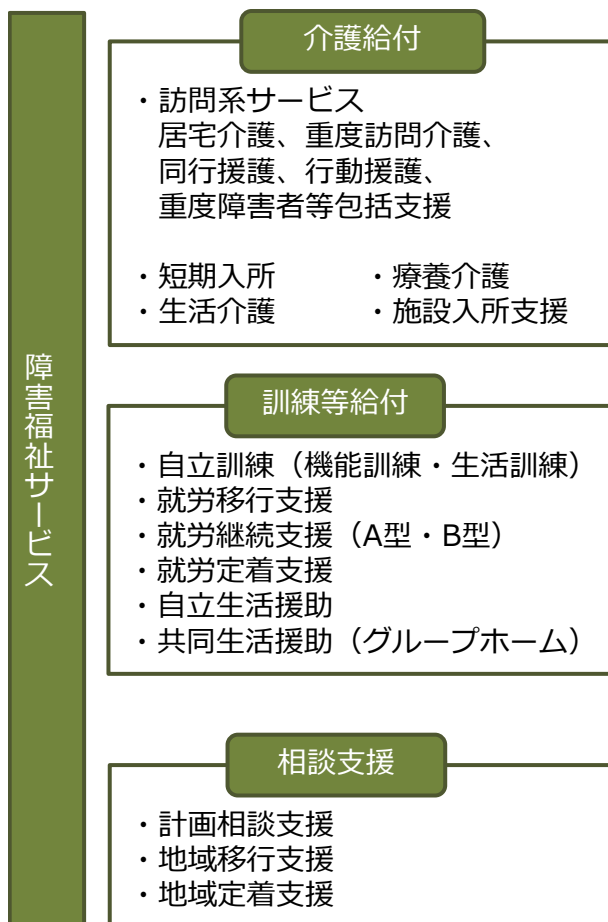 障害福祉サービス
介護給付
・訪問系サービス
居宅介護、重度訪問介護、
同行援護、行動援護、
重度障害者等包括支援
・短期入所　　・療養介護
・生活介護　　・施設入所支援
訓練等給付
・自立訓練（機能訓練・生活訓練）
・就労移行支援
・就労継続支援（A型・B型）
・就労定着支援
・自立生活援助
・共同生活援助（グループホーム）
相談支援
・計画相談支援
・地域移行支援
・地域定着支援